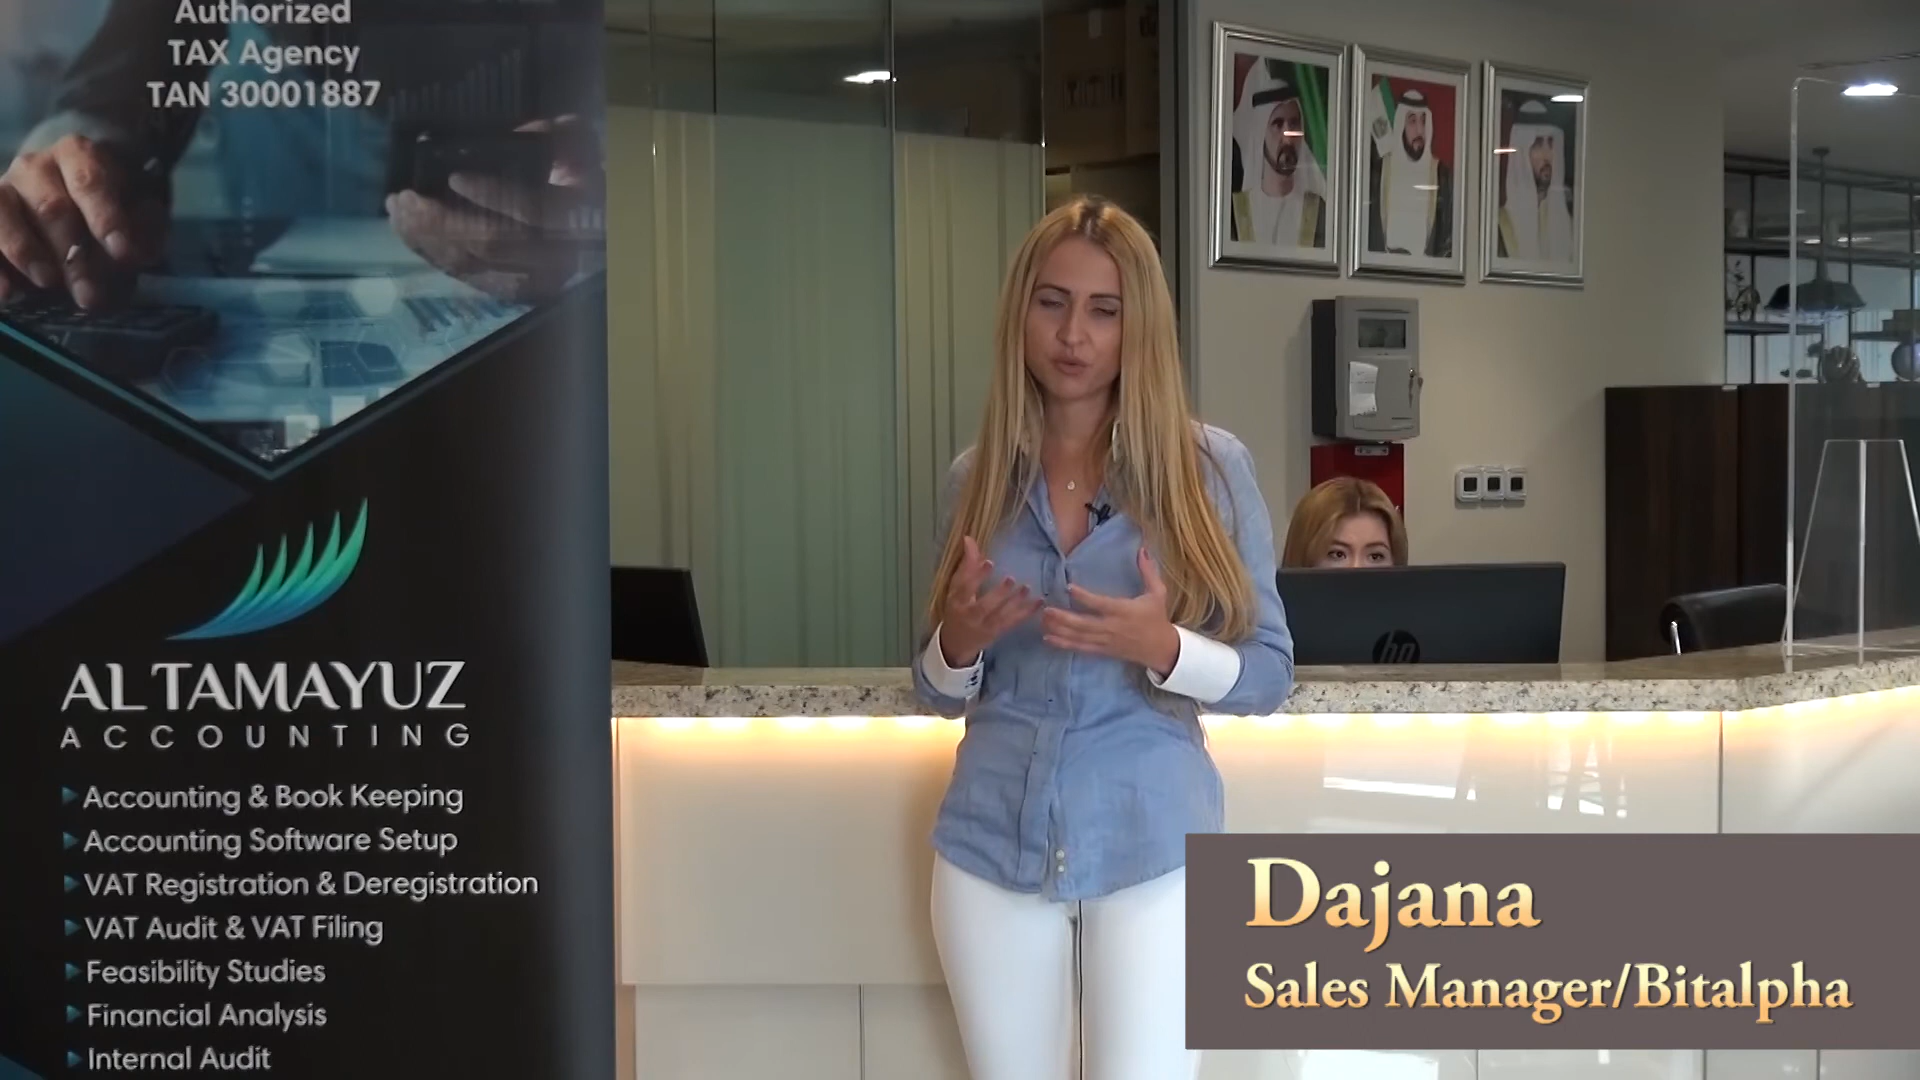 Authorized
TAX Agency
TAN 30001887
AL TAMAYUZ
ACCOUNTING
Accounting & Book Keeping
Accounting Software Setup
VAT Registration & Deregistration
VAT Audit & VAT Filing
Feasibility Studies
Financial Analysis
Internal Audit
hp
Dajana
Sales Manager/Bitalpha